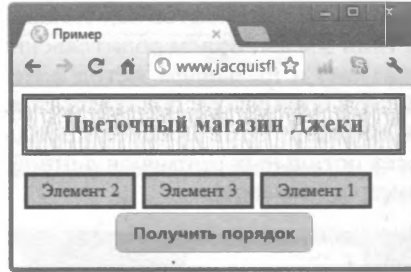 Пример
www.jacquisfl
Цветочный магазин Джеки
Элемент 2 Элемент 3 Элемент 1
Получить порядок